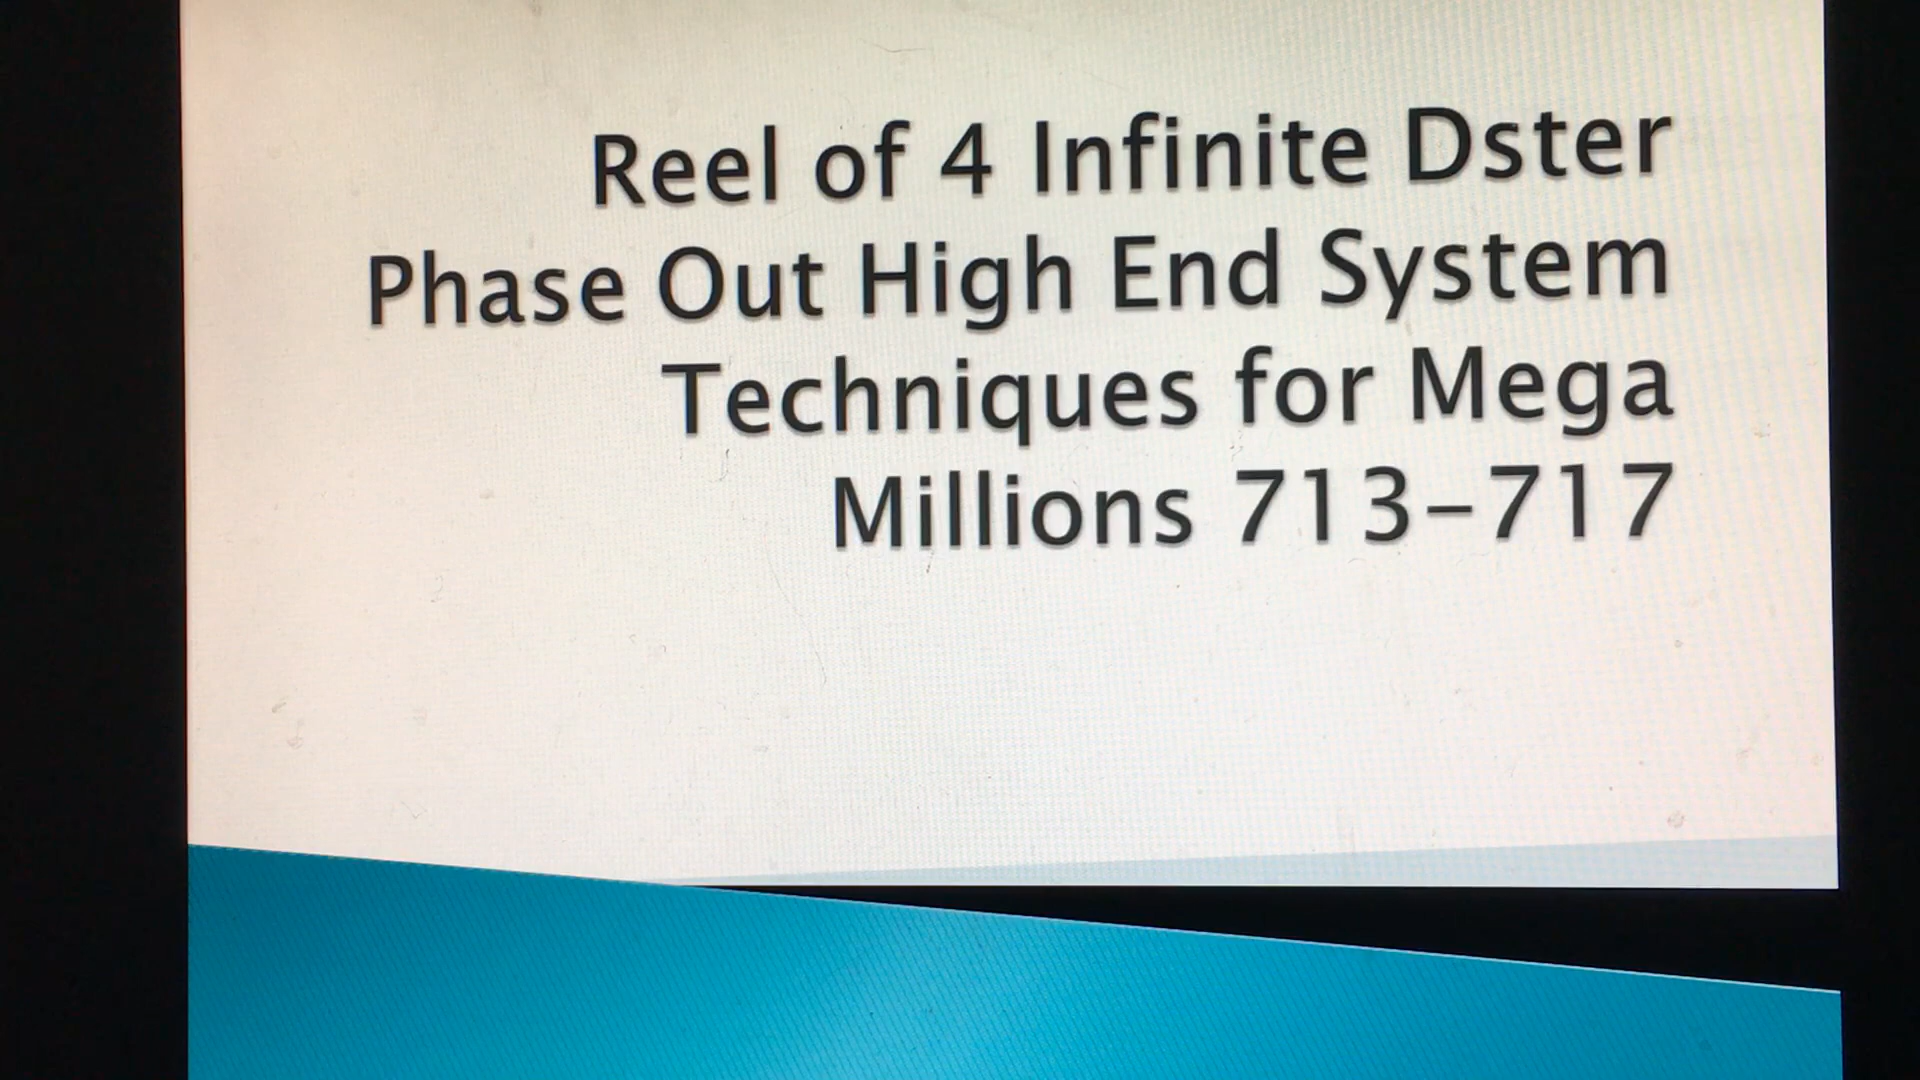 Reel of 4 Infinite Dster
Phase Out High End System
Techniques for Mega
Millions 713-717